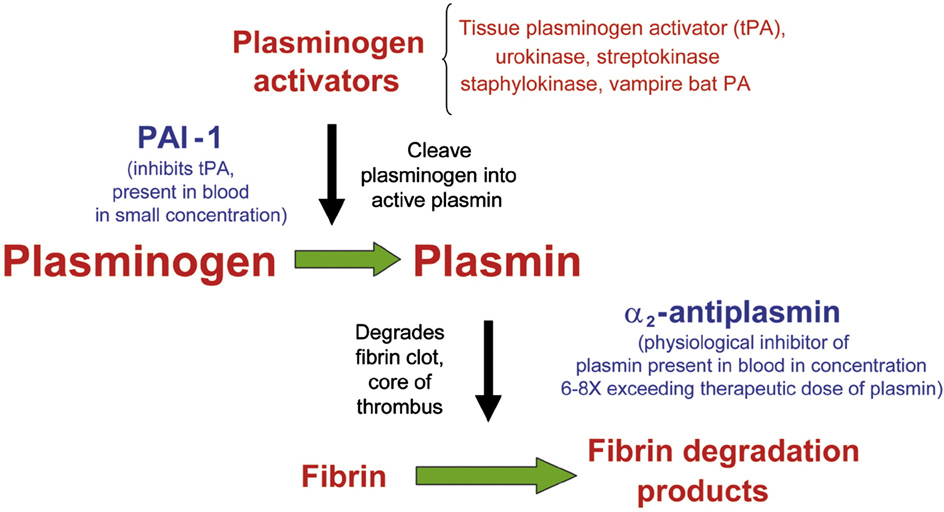 Plasminogen
activators
Tissue plasminogen activator (tPA),
urokinase, streptokinase
staphylokinase, vampire bat PA
PAI-1
(inhibits tPA,
present in blood
in small concentration)
Cleave
plasminogen into
active plasmin
Plasminogen
Plasmin
Degrades
fibrin clot,
core of
thrombus
α2-antiplasmin
(physiological inhibitor of
plasmin present in blood in concentration
6-8X exceeding therapeutic dose of plasmin)
Fibrin
Fibrin degradation
products